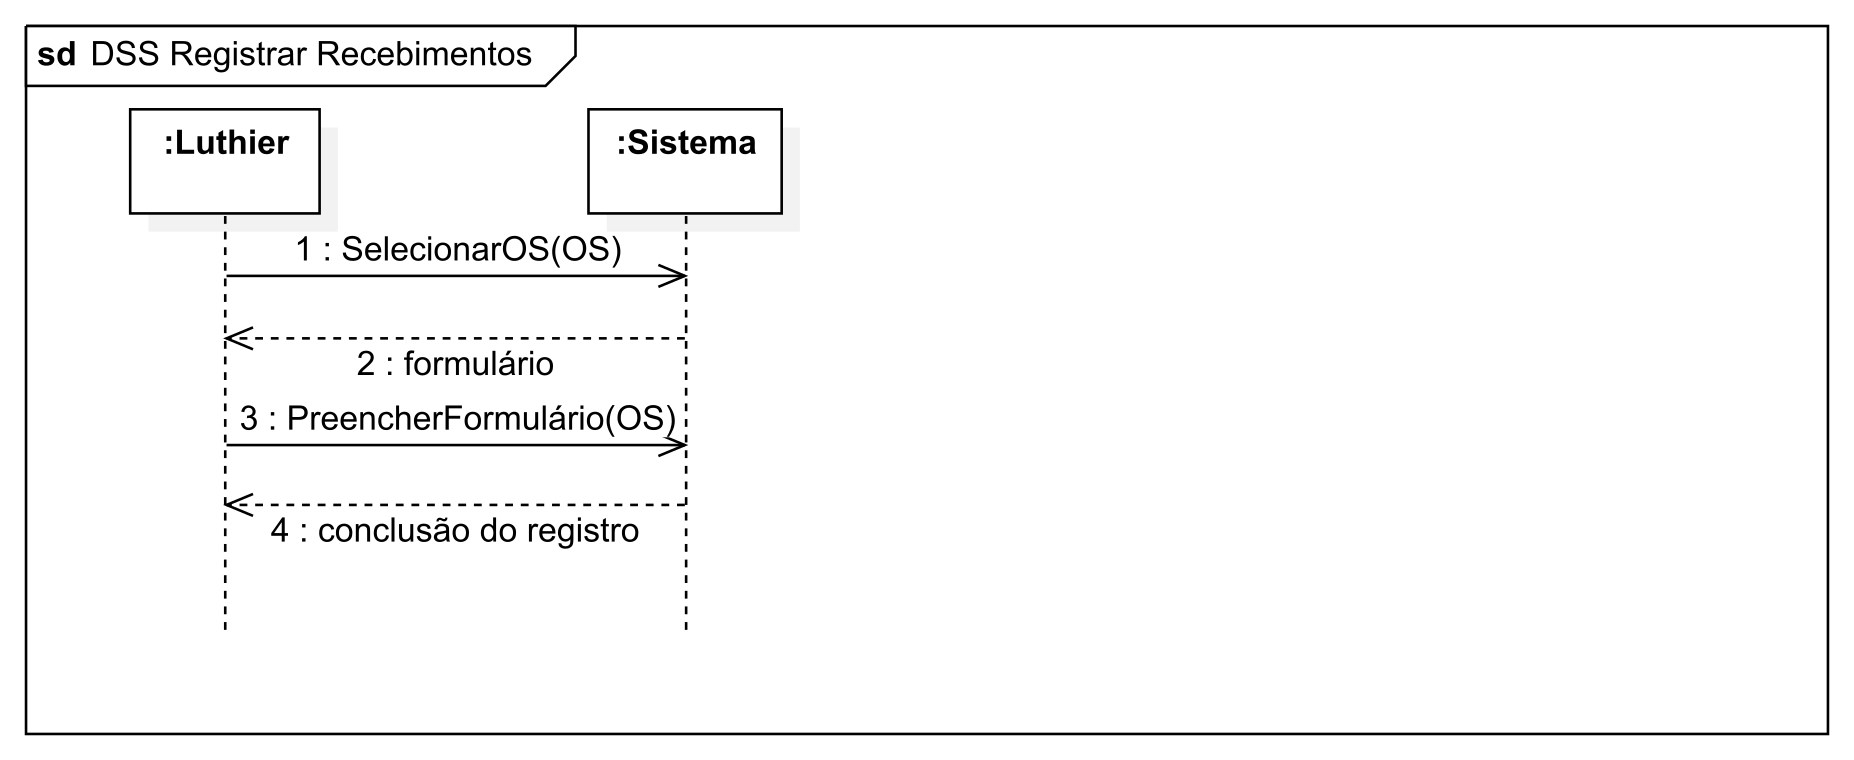 sd DSS Registrar Recebimentos
:Luthier
:Sistema
1 : SelecionarOS(OS)
2 : formulário
3 : PreencherFormulário(OS)
4 : conclusão do registro